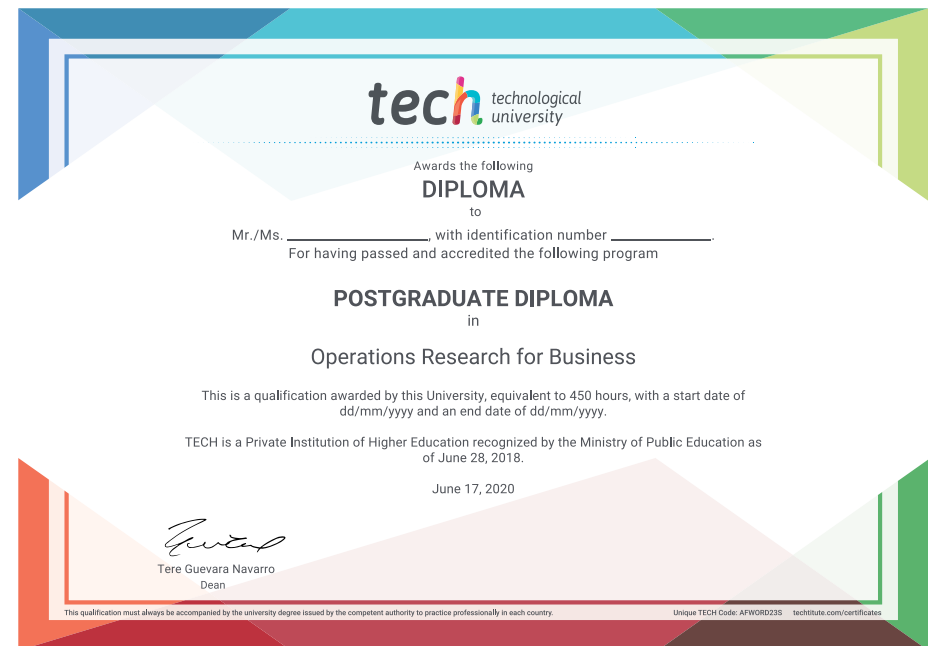 tech technological
university
Awards the following
DIPLOMA
to
Mr./Ms. ____________________, with identification number ______________.
For having passed and accredited the following program
POSTGRADUATE DIPLOMA
in
Operations Research for Business
This is a qualification awarded by this University, equivalent to 450 hours, with a start date of
dd/mm/yyyy and an end date of dd/mm/yyyy.
TECH is a Private Institution of Higher Education recognized by the Ministry of Public Education as
of June 28, 2018.
June 17, 2020
Tere Guevara Navarro
Dean
This qualification must always be accompanied by the university degree issued by the competent authority to practice professionally in each country. Unique TECH Code: AFWORD23S techtitute.com/certificates